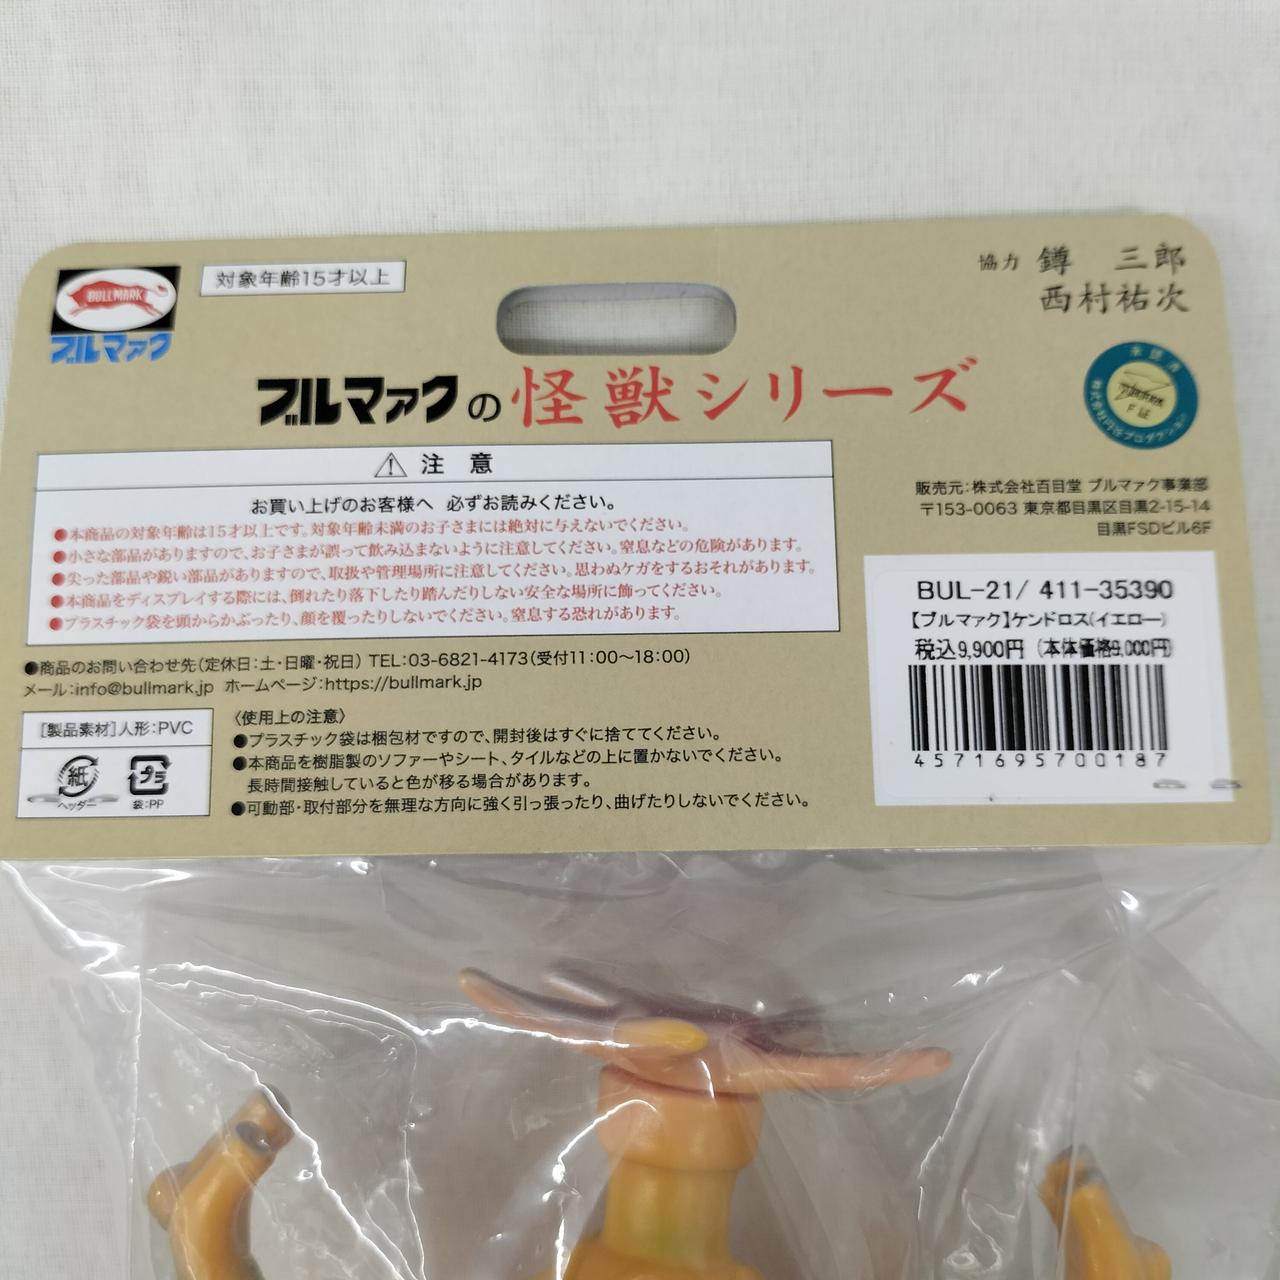 BULLMARK
ブルマァク
対象年齢15才以上
協力 鐏 三郎
西村祐次
ブルマァクの怪獣シリーズ
承認済
株式会社円谷プロダクション
⚠ 注 意
お買い上げのお客様へ 必ずお読みください。
●本商品の対象年齢は15才以上です。対象年齢未満のお子さまには絶対に与えないでください。
●小さな部品がありますので、お子さまが誤って飲み込まないように注意してください。窒息などの危険があります。
●尖った部品や鋭い部品がありますので、取扱や管理場所に注意してください。思わぬケガをするおそれがあります。
●本商品をディスプレイする際には、倒れたり落下したり踏んだりしない安全な場所に飾ってください。
●プラスチック袋を頭からかぶったり、顔を覆ったりしないでください。窒息する恐れがあります。
販売元:株式会社百目堂 ブルマァク事業部
〒153-0063 東京都目黒区目黒2-15-14
目黒FSDビル6F
BUL-21/ 411-35390
【ブルマァク】ケンドロス(イエロー)
税込9,900円 (本体価格9,000円)
4571695700187
●商品のお問い合わせ先(定休日:土・日曜・祝日) TEL:03-6821-4173(受付11:00〜18:00)
メール:info@bullmark.jp ホームページ:https://bullmark.jp
[製品素材]人形:PVC
紙
ヘッダー
プラ
袋:PP
〈使用上の注意〉
●プラスチック袋は梱包材ですので、開封後はすぐに捨ててください。
●本商品を樹脂製のソファーやシート、タイルなどの上に置かないでください。
長時間接触していると色が移る場合があります。
●可動部・取付部分を無理な方向に強く引っ張ったり、曲げたりしないでください。